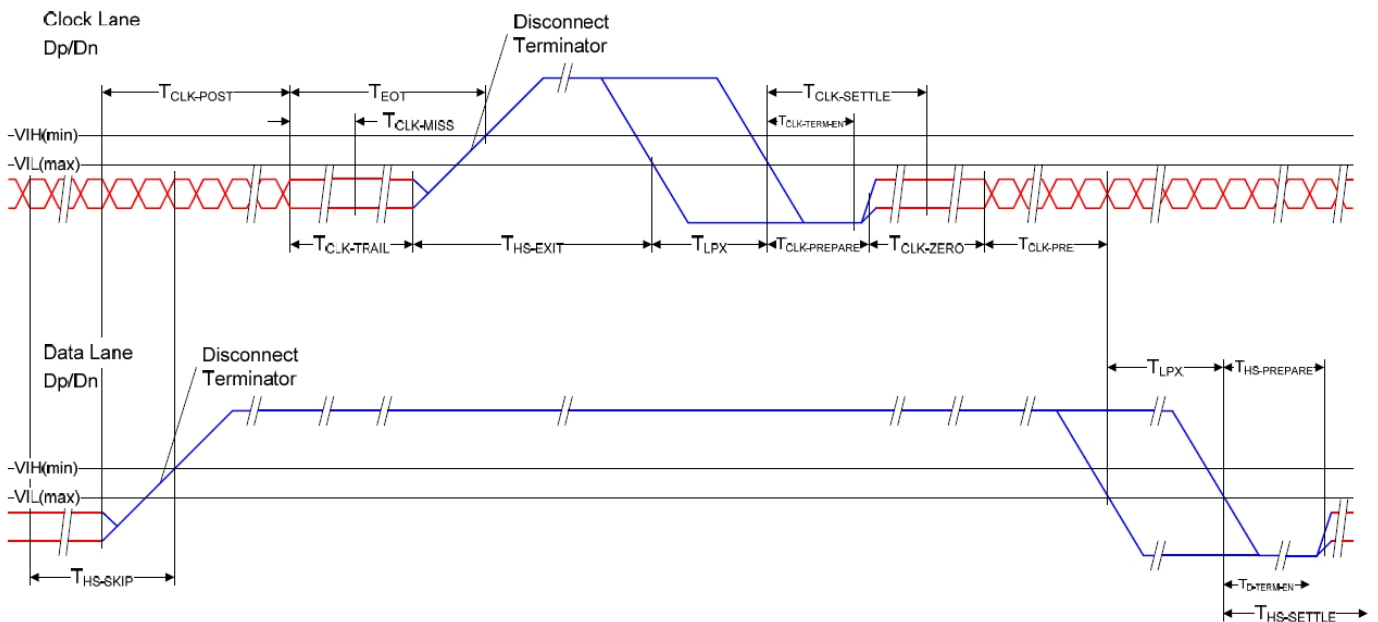 Clock Lane
Dp/Dn
Disconnect
Terminator
TCLK-POST
TEOT
TCLK-SETTLE
TCLK-MISS
TCLK-TERM-EN
VIH(min)
VIL(max)
TCLK-TRAIL
THS-EXIT
TLPX
TCLK-PREPARE
TCLK-ZERO
TCLK-PRE
Data Lane
Dp/Dn
Disconnect
Terminator
TLPX
THS-PREPARE
VIH(min)
VIL(max)
THS-SKIP
TD-TERM-EN
THS-SETTLE